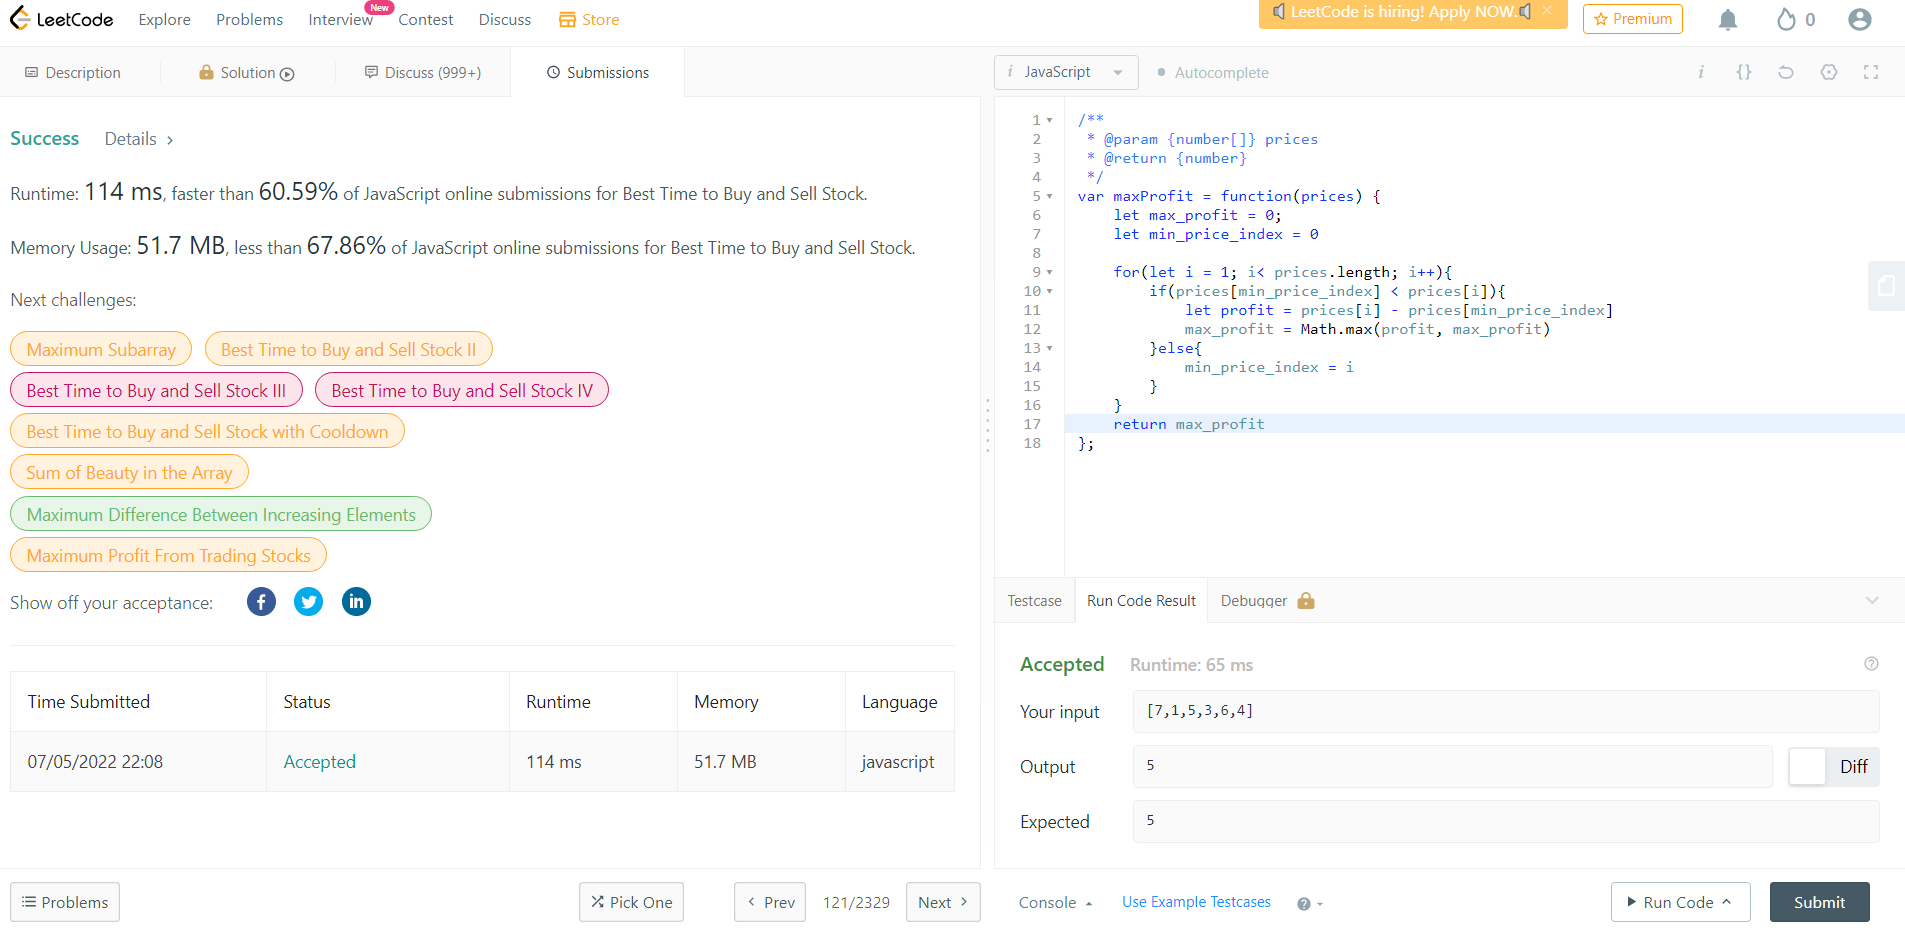 LeetCode Explore Problems Interview New Contest Discuss Store LeetCode is hiring! Apply NOW. Premium 0
Description Solution Discuss (999+) Submissions
i JavaScript Autocomplete i {}
Success Details
Runtime: 114 ms, faster than 60.59% of JavaScript online submissions for Best Time to Buy and Sell Stock.
Memory Usage: 51.7 MB, less than 67.86% of JavaScript online submissions for Best Time to Buy and Sell Stock.
Next challenges:
Maximum Subarray Best Time to Buy and Sell Stock II
Best Time to Buy and Sell Stock III Best Time to Buy and Sell Stock IV
Best Time to Buy and Sell Stock with Cooldown
Sum of Beauty in the Array
Maximum Difference Between Increasing Elements
Maximum Profit From Trading Stocks
Show off your acceptance: f in
Time Submitted Status Runtime Memory Language
07/05/2022 22:08 Accepted 114 ms 51.7 MB javascript
Problems Pick One Prev 121/2329 Next
1 /**
2  * @param {number[]} prices
3  * @return {number}
4  */
5 var maxProfit = function(prices) {
6     let max_profit = 0;
7     let min_price_index = 0
8
9     for(let i = 1; i< prices.length; i++){
10         if(prices[min_price_index] < prices[i]){
11             let profit = prices[i] - prices[min_price_index]
12             max_profit = Math.max(profit, max_profit)
13         }else{
14             min_price_index = i
15         }
16     }
17     return max_profit
18 };
Testcase Run Code Result Debugger
Accepted Runtime: 65 ms ?
Your input [7,1,5,3,6,4]
Output 5 Diff
Expected 5
Console Use Example Testcases ? Run Code Submit